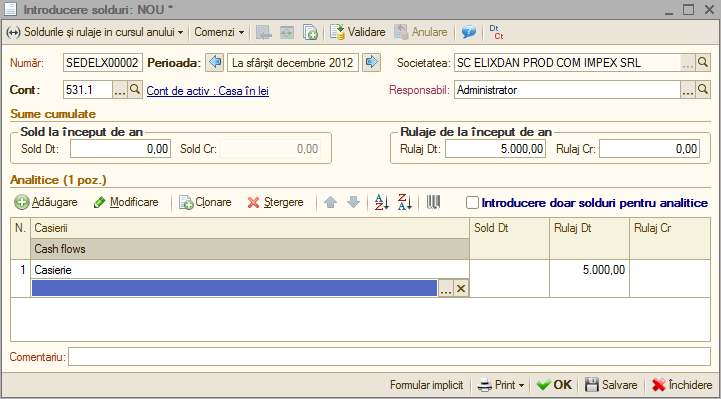 Introducere solduri: NOU *
Soldurile și rulaje in cursul anului Comenzi Validare Anulare Dt Ct
Număr: SEDELX00002 Perioada: La sfârșit decembrie 2012 Societatea: SC ELIXDAN PROD COM IMPEX SRL
Cont: 531.1 ... Cont de activ : Casa în lei Responsabil: Administrator ...
Sume cumulate
Sold la început de an Rulaje de la început de an
Sold Dt: 0,00 Sold Cr: 0,00 Rulaj Dt: 5.000,00 Rulaj Cr: 0,00
Analitice (1 poz.)
Adăugare Modificare Clonare Ștergere A Z Z A Introducere doar solduri pentru analitice
N. Casierii Sold Dt Rulaj Dt Rulaj Cr
Cash flows
1 Casierie 5.000,00
...
Comentariu:
Formular implicit Print OK Salvare Închidere